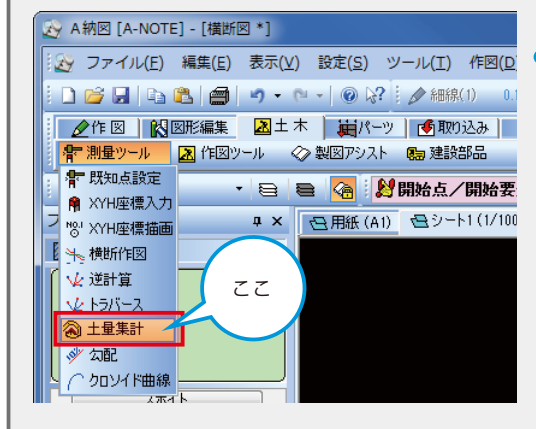 A納図 [A-NOTE] - [横断図 *]
ファイル(F) 編集(E) 表示(V) 設定(S) ツール(T) 作図(D)
細線(1) 0.1
作図 図形編集 土木 パーツ 取り込み
測量ツール 作図ツール 製図アシスト 建設部品
既知点設定
開始点／開始要
XYH座標入力
用紙 (A1) シート1 (1/100
XYH座標描画
横断作図
逆計算
ここ
トラバース
土量集計
勾配
クロソイド曲線